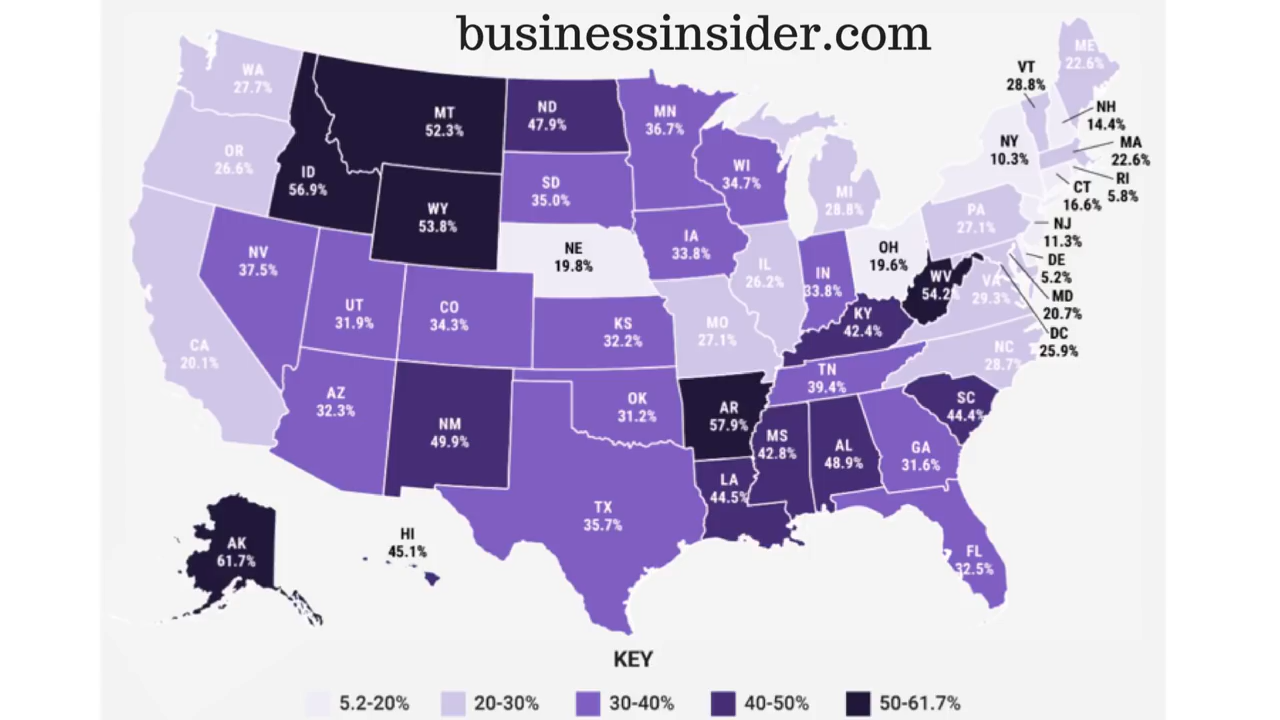 businessinsider.com
WA
27.7%
MT
52.3%
ND
47.9%
MN
36.7%
ME
22.6%
VT
28.8%
NH
14.4%
OR
26.6%
ID
56.9%
WY
53.8%
SD
35.0%
WI
34.7%
MI
28.8%
NY
10.3%
MA
22.6%
RI
5.8%
CT
16.6%
NV
37.5%
UT
31.9%
CO
34.3%
NE
19.8%
IA
33.8%
IL
26.2%
IN
33.8%
OH
19.6%
PA
27.1%
NJ
11.3%
DE
5.2%
MD
20.7%
DC
25.9%
WV
54.2%
VA
29.3%
CA
20.1%
KS
32.2%
MO
27.1%
KY
42.4%
NC
28.7%
TN
39.4%
AZ
32.3%
NM
49.9%
OK
31.2%
AR
57.9%
MS
42.8%
AL
48.9%
GA
31.6%
SC
44.4%
LA
44.5%
TX
35.7%
FL
32.5%
AK
61.7%
HI
45.1%
KEY
5.2-20% 20-30% 30-40% 40-50% 50-61.7%